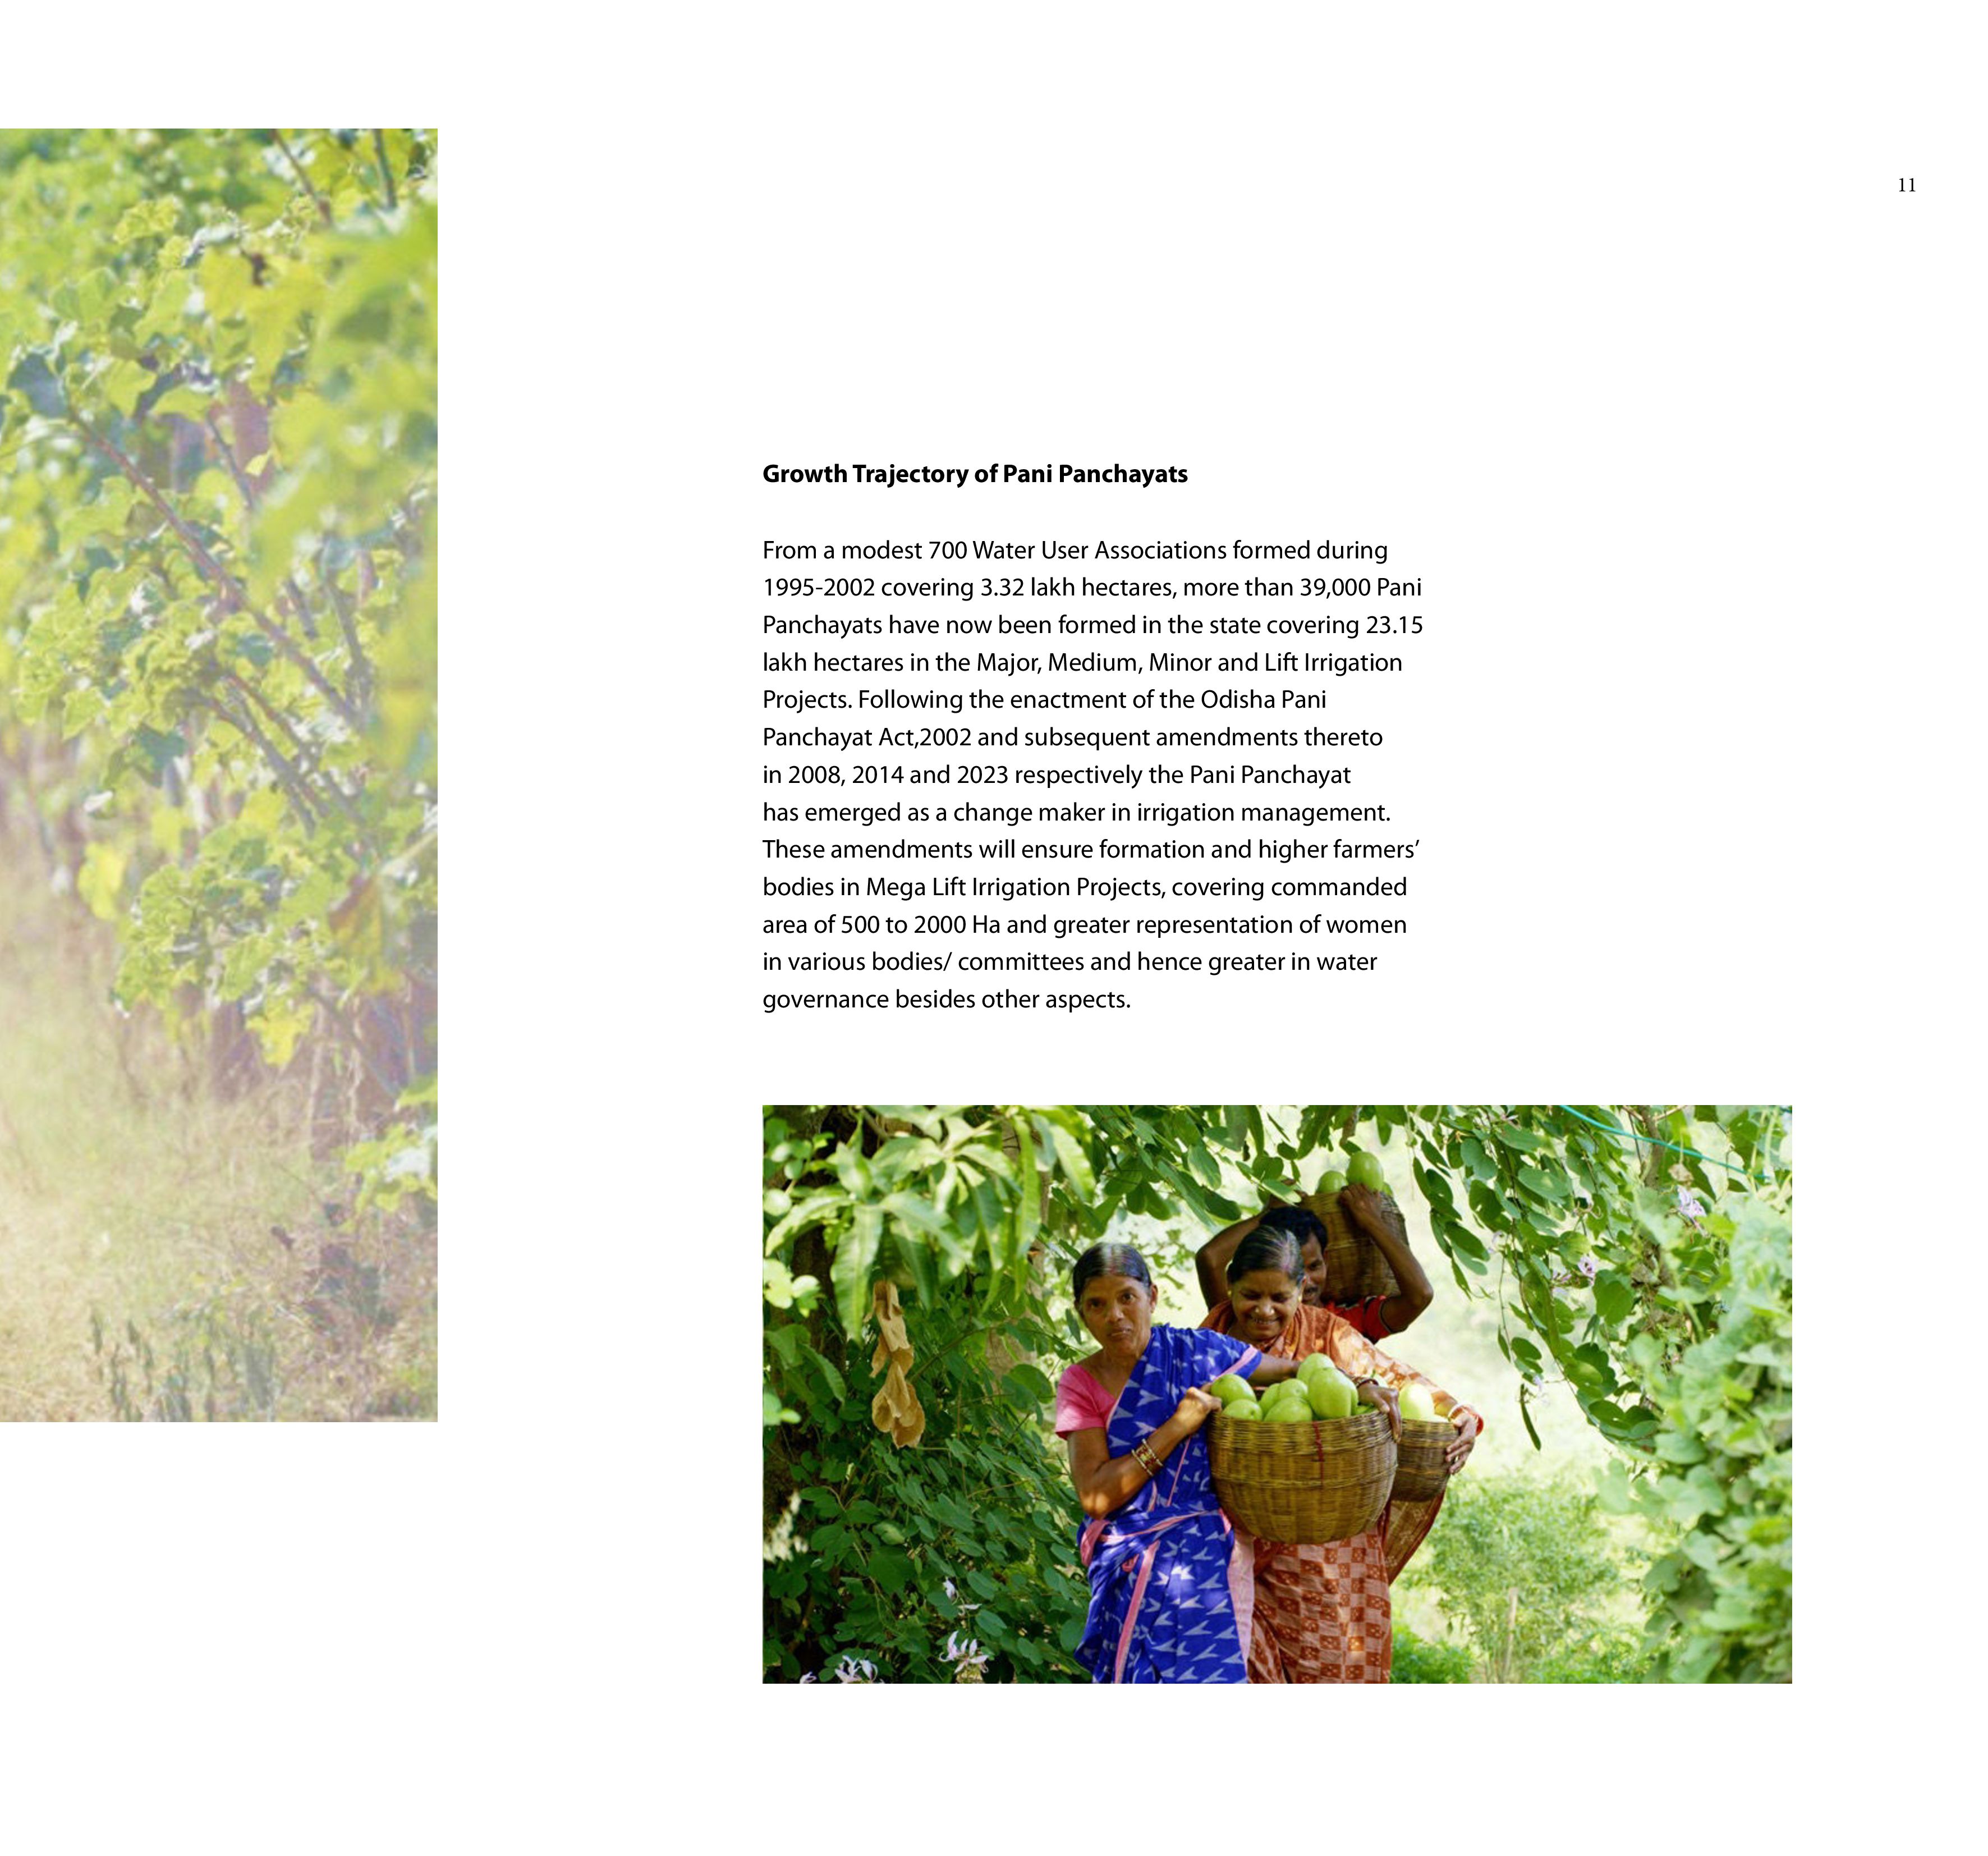 11
Growth Trajectory of Pani Panchayats
From a modest 700 Water User Associations formed during
1995-2002 covering 3.32 lakh hectares, more than 39,000 Pani
Panchayats have now been formed in the state covering 23.15
lakh hectares in the Major, Medium, Minor and Lift Irrigation
Projects. Following the enactment of the Odisha Pani
Panchayat Act,2002 and subsequent amendments thereto
in 2008, 2014 and 2023 respectively the Pani Panchayat
has emerged as a change maker in irrigation management.
These amendments will ensure formation and higher farmers’
bodies in Mega Lift Irrigation Projects, covering commanded
area of 500 to 2000 Ha and greater representation of women
in various bodies/ committees and hence greater in water
governance besides other aspects.